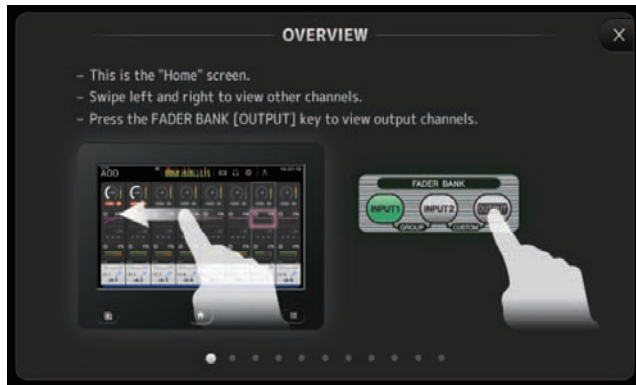 OVERVIEW
X
– This is the "Home" screen.
– Swipe left and right to view other channels.
– Press the FADER BANK [OUTPUT] key to view output channels.
A00
FADER BANK
INPUT1 INPUT2 OUTPUT
GROUP CUSTOM